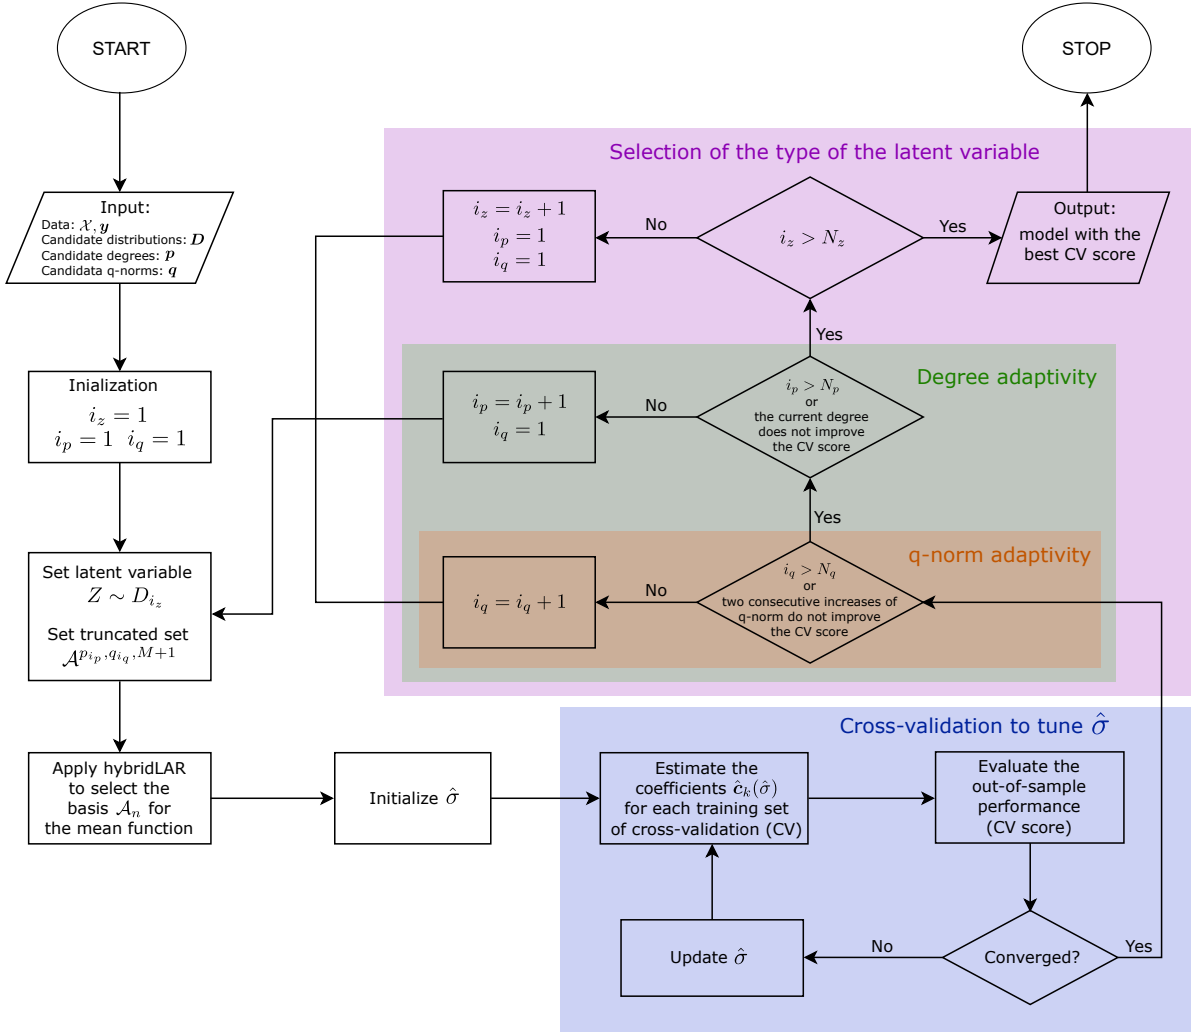 START
STOP
Selection of the type of the latent variable
Input:
Data: 𝒳, y
Candidate distributions: D
Candidate degrees: p
Candidata q-norms: q
i_z = i_z + 1
i_p = 1
i_q = 1
No
i_z > N_z
Yes
Output:
model with the
best CV score
Yes
Inialization
i_z = 1
i_p = 1 i_q = 1
Degree adaptivity
i_p = i_p + 1
i_q = 1
No
i_p > N_p
or
the current degree
does not improve
the CV score
Yes
Set latent variable
Z ∼ D_{i_z}
Set truncated set
𝒜^{p_{i_p}, q_{i_q}, M+1}
q-norm adaptivity
i_q = i_q + 1
No
i_q > N_q
or
two consecutive increases of
q-norm do not improve
the CV score
Cross-validation to tune σ̂
Apply hybridLAR
to select the
basis 𝒜_n for
the mean function
Initialize σ̂
Estimate the
coefficients ĉ_k(σ̂)
for each training set
of cross-validation (CV)
Evaluate the
out-of-sample
performance
(CV score)
Update σ̂
No
Converged?
Yes